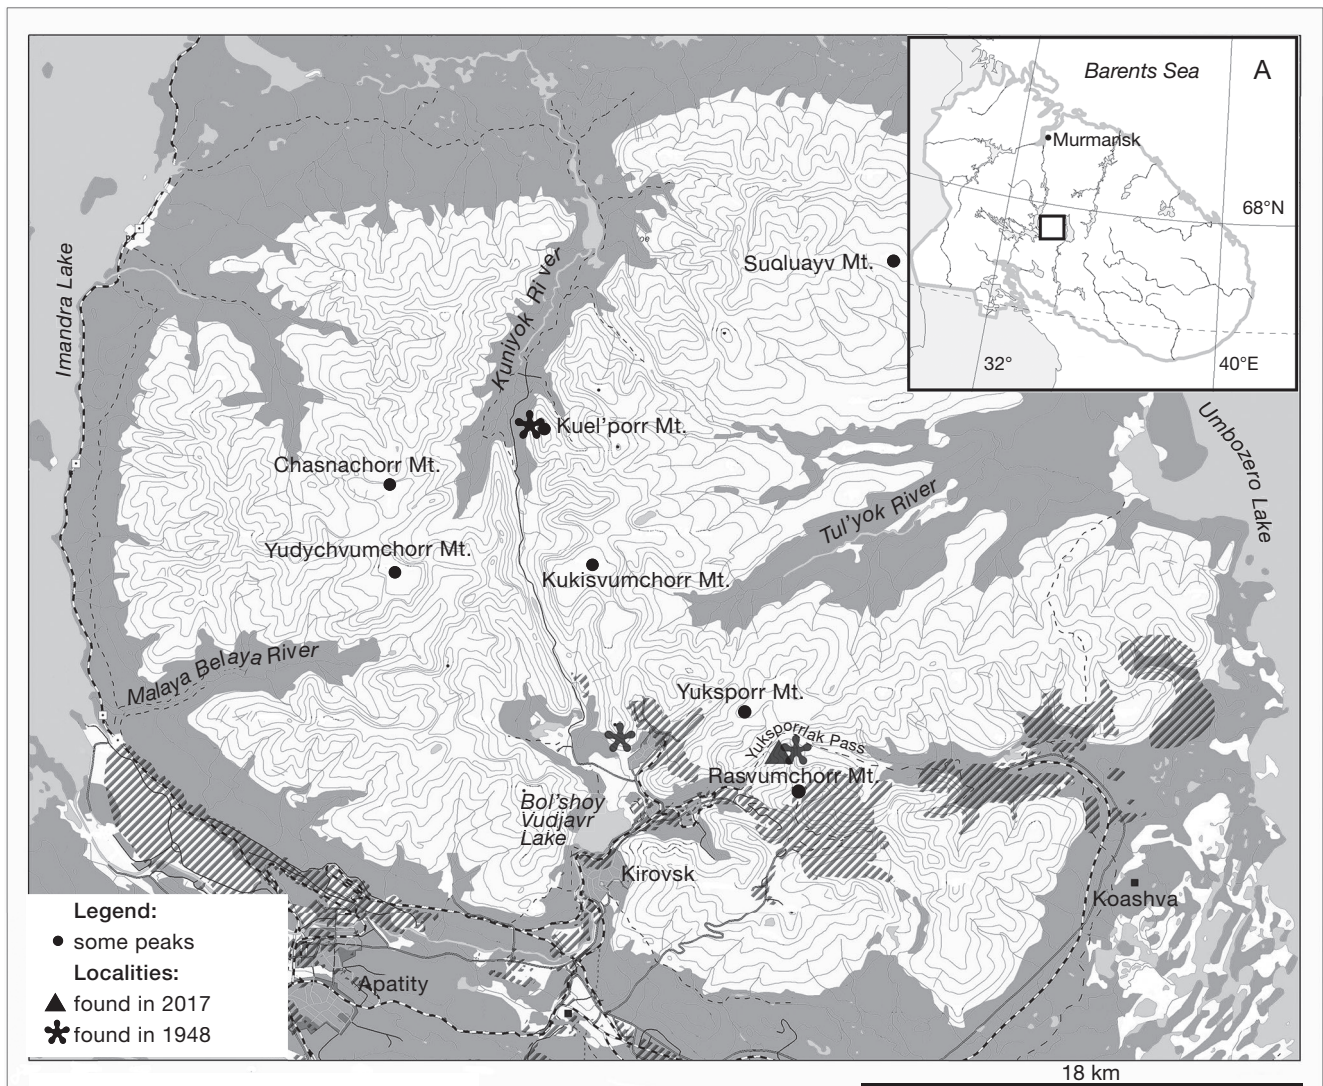 Barents Sea
A
Murmansk
68°N
32°
40°E
Imandra Lake
Kuniyok River
Suoluayv Mt.
Umbozero Lake
Kuel'porr Mt.
Chasnachorr Mt.
Tul'yok River
Yudychvumchorr Mt.
Kukisvumchorr Mt.
Malaya Belaya River
Yuksporr Mt.
Yuksporrlak Pass
Rasvumchorr Mt.
Bol'shoy
Vudjavr
Lake
Kirovsk
Koashva
Apatity
Legend:
some peaks
Localities:
found in 2017
found in 1948
18 km